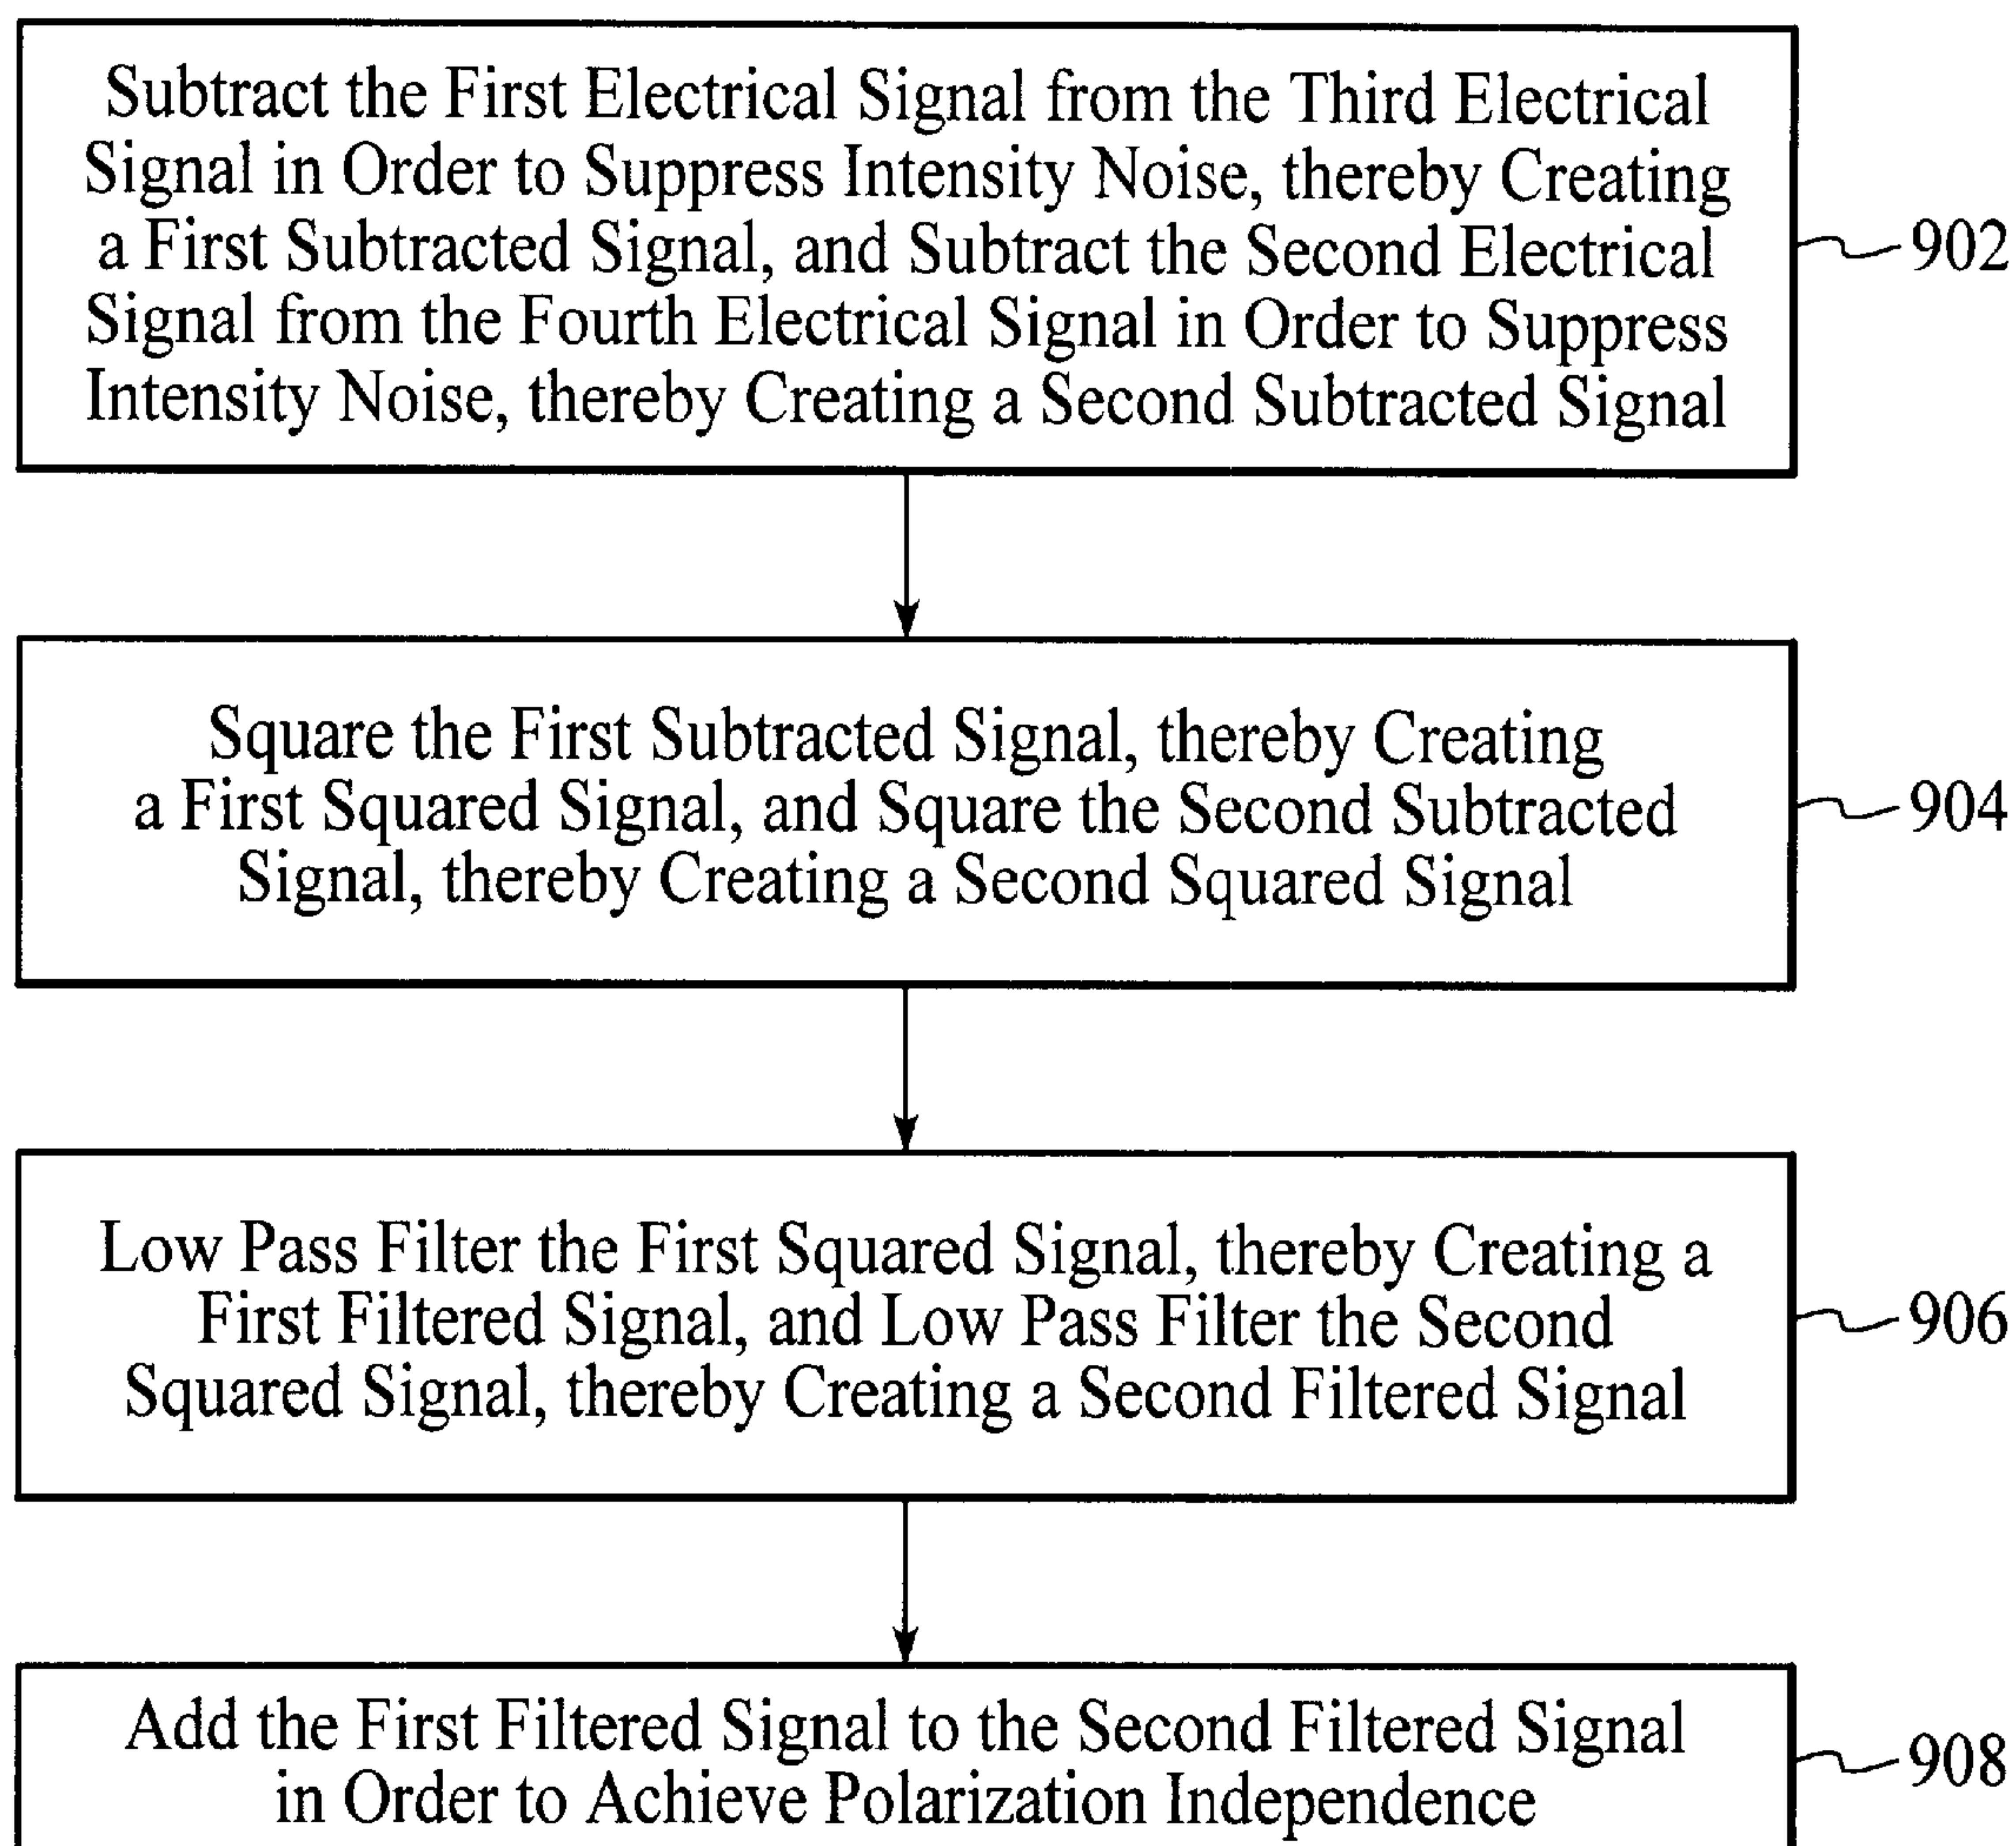 Subtract the First Electrical Signal from the Third Electrical
Signal in Order to Suppress Intensity Noise, thereby Creating
a First Subtracted Signal, and Subtract the Second Electrical
Signal from the Fourth Electrical Signal in Order to Suppress
Intensity Noise, thereby Creating a Second Subtracted Signal
902
Square the First Subtracted Signal, thereby Creating
a First Squared Signal, and Square the Second Subtracted
Signal, thereby Creating a Second Squared Signal
904
Low Pass Filter the First Squared Signal, thereby Creating a
First Filtered Signal, and Low Pass Filter the Second
Squared Signal, thereby Creating a Second Filtered Signal
906
Add the First Filtered Signal to the Second Filtered Signal
in Order to Achieve Polarization Independence
908